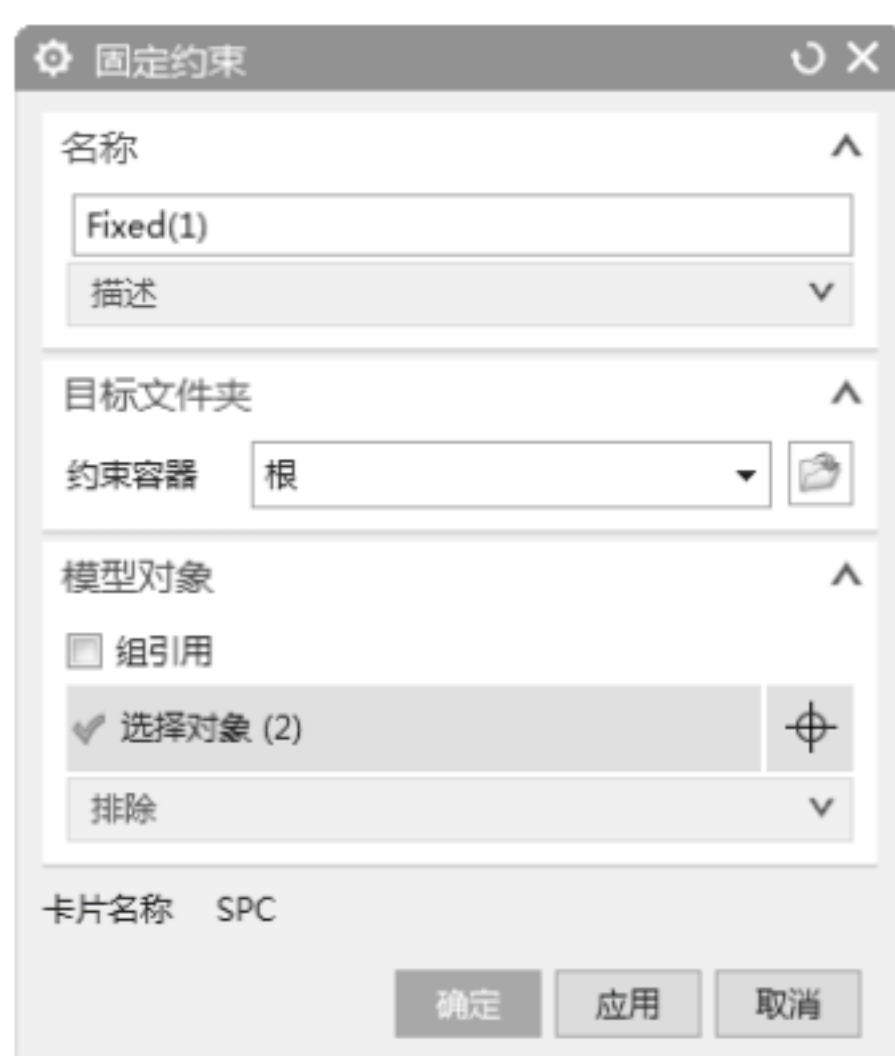 固定约束
名称
Fixed(1)
描述
目标文件夹
约束容器 根
模型对象
组引用
选择对象 (2)
排除
卡片名称 SPC
确定 应用 取消